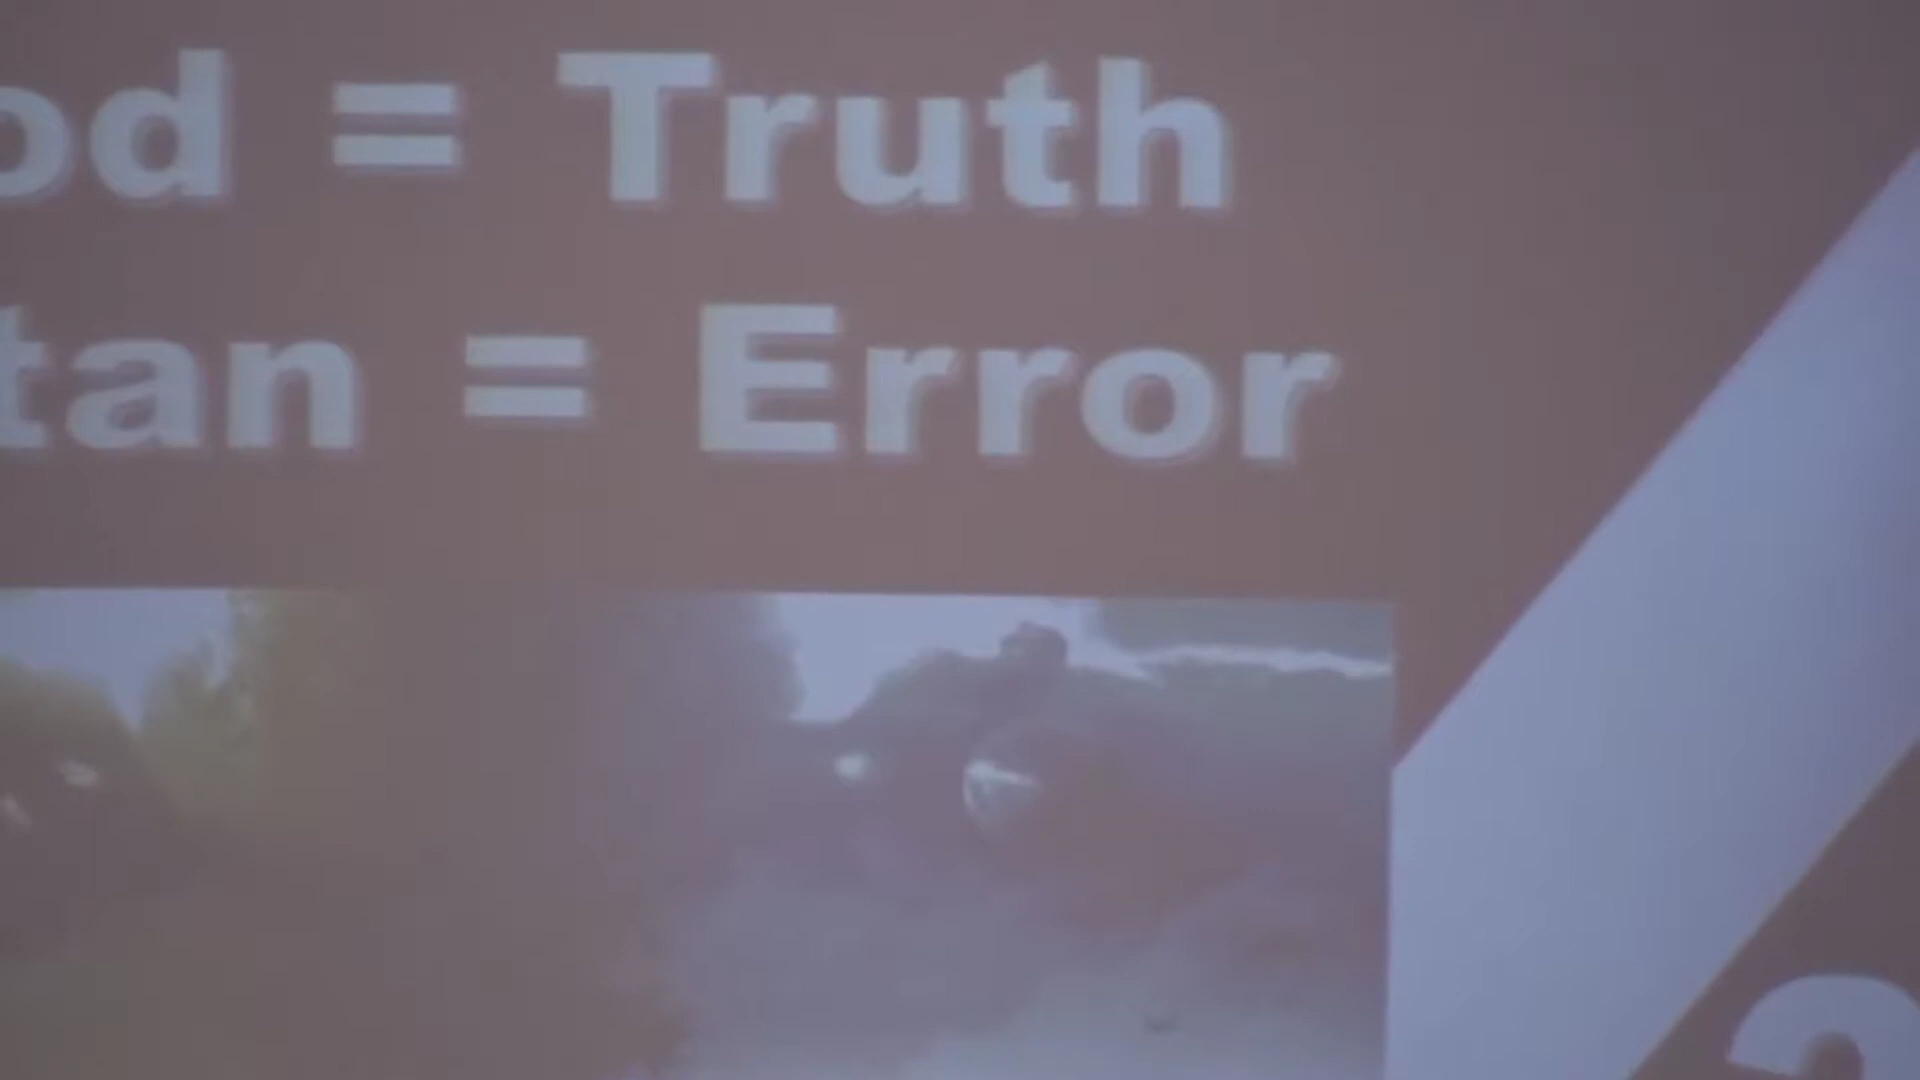 od = Truth
tan = Error